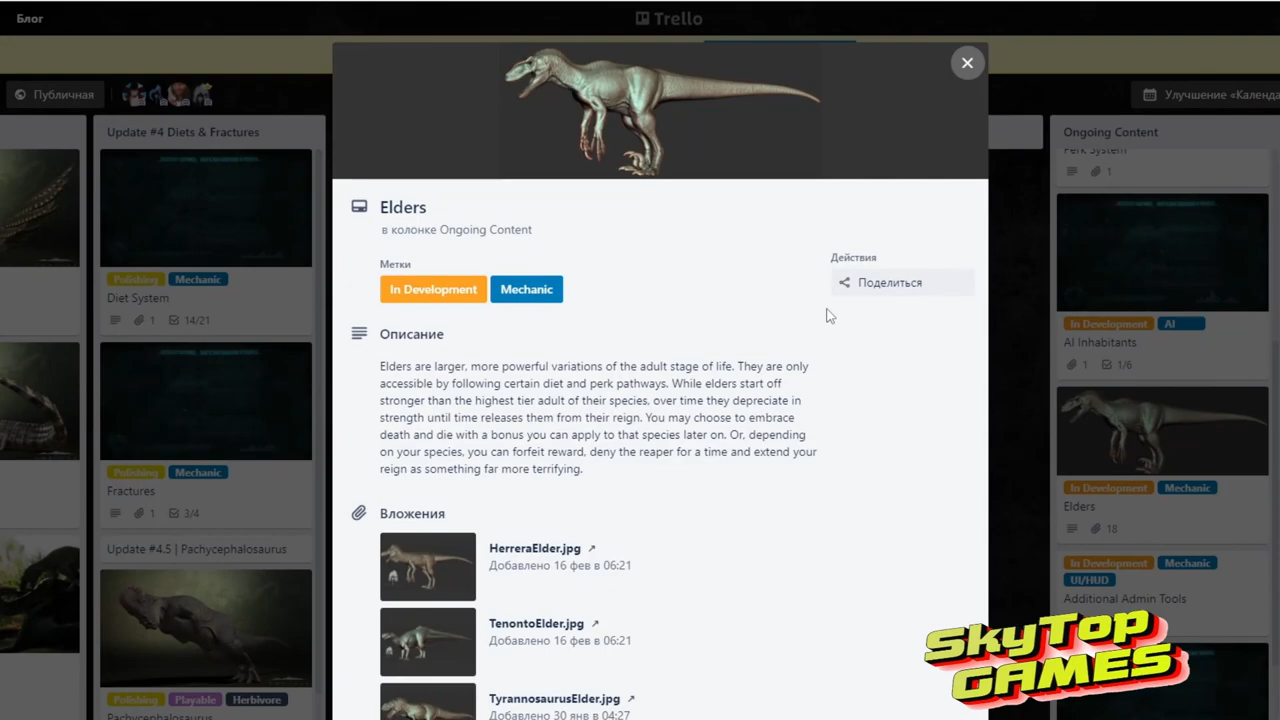 Блог
Trello
Публичная
Улучшение «Календа
Update #4 Diets & Fractures
Polishing Mechanic
Diet System
1 14/21
Polishing Mechanic
Fractures
1 3/4
Update #4.5 | Pachycephalosaurus
Polishing Playable Herbivore
Pachycephalosaurus
Elders
в колонке Ongoing Content
Метки
In Development Mechanic
Действия
Поделиться
Описание
Elders are larger, more powerful variations of the adult stage of life. They are only
accessible by following certain diet and perk pathways. While elders start off
stronger than the highest tier adult of their species, over time they depreciate in
strength until time releases them from their reign. You may choose to embrace
death and die with a bonus you can apply to that species later on. Or, depending
on your species, you can forfeit reward, deny the reaper for a time and extend your
reign as something far more terrifying.
Вложения
HerreraElder.jpg
Добавлено 16 фев в 06:21
TenontoElder.jpg
Добавлено 16 фев в 06:21
TyrannosaurusElder.jpg
Добавлено 30 янв в 04:27
Ongoing Content
Perk System
1
In Development AI
AI Inhabitants
1 1/6
In Development Mechanic
Elders
18
In Development Mechanic
UI/HUD
Additional Admin Tools
SkyTop
GAMES